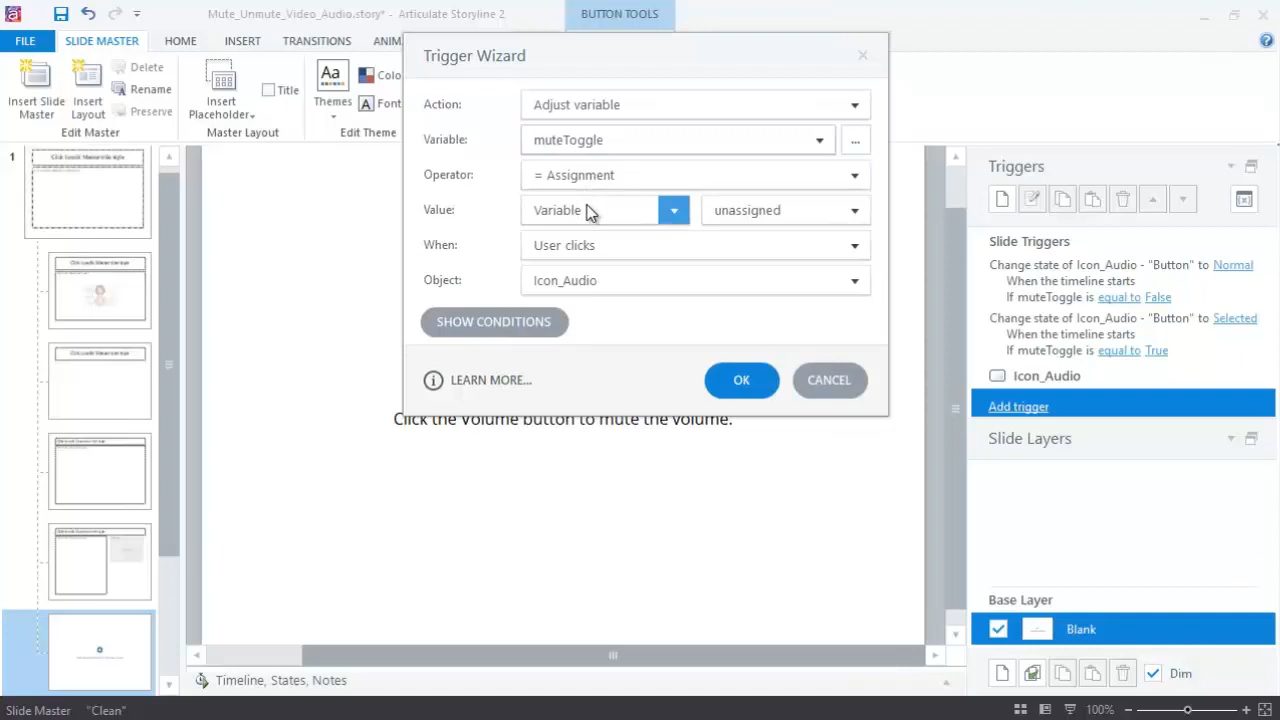 Mute_Unmute_Video_Audio.story* - Articulate Storyline 2
BUTTON TOOLS
FILE
SLIDE MASTER
HOME
INSERT
TRANSITIONS
Insert Slide Master
Insert Layout
Delete
Rename
Preserve
Edit Master
Insert Placeholder
Title
Master Layout
Aa
Themes
A
Edit Theme
Trigger Wizard
Action:
Adjust variable
Variable:
muteToggle
...
Operator:
= Assignment
Value:
Variable
unassigned
When:
User clicks
Object:
Icon_Audio
SHOW CONDITIONS
LEARN MORE...
OK
CANCEL
1
Click the Volume button to mute the volume.
Triggers
Slide Triggers
Change state of Icon_Audio - "Button" to Normal
When the timeline starts
If muteToggle is equal to False
Change state of Icon_Audio - "Button" to Selected
When the timeline starts
If muteToggle is equal to True
Icon_Audio
Add trigger
Slide Layers
Base Layer
Blank
Dim
Timeline, States, Notes
Slide Master
"Clean"
100%